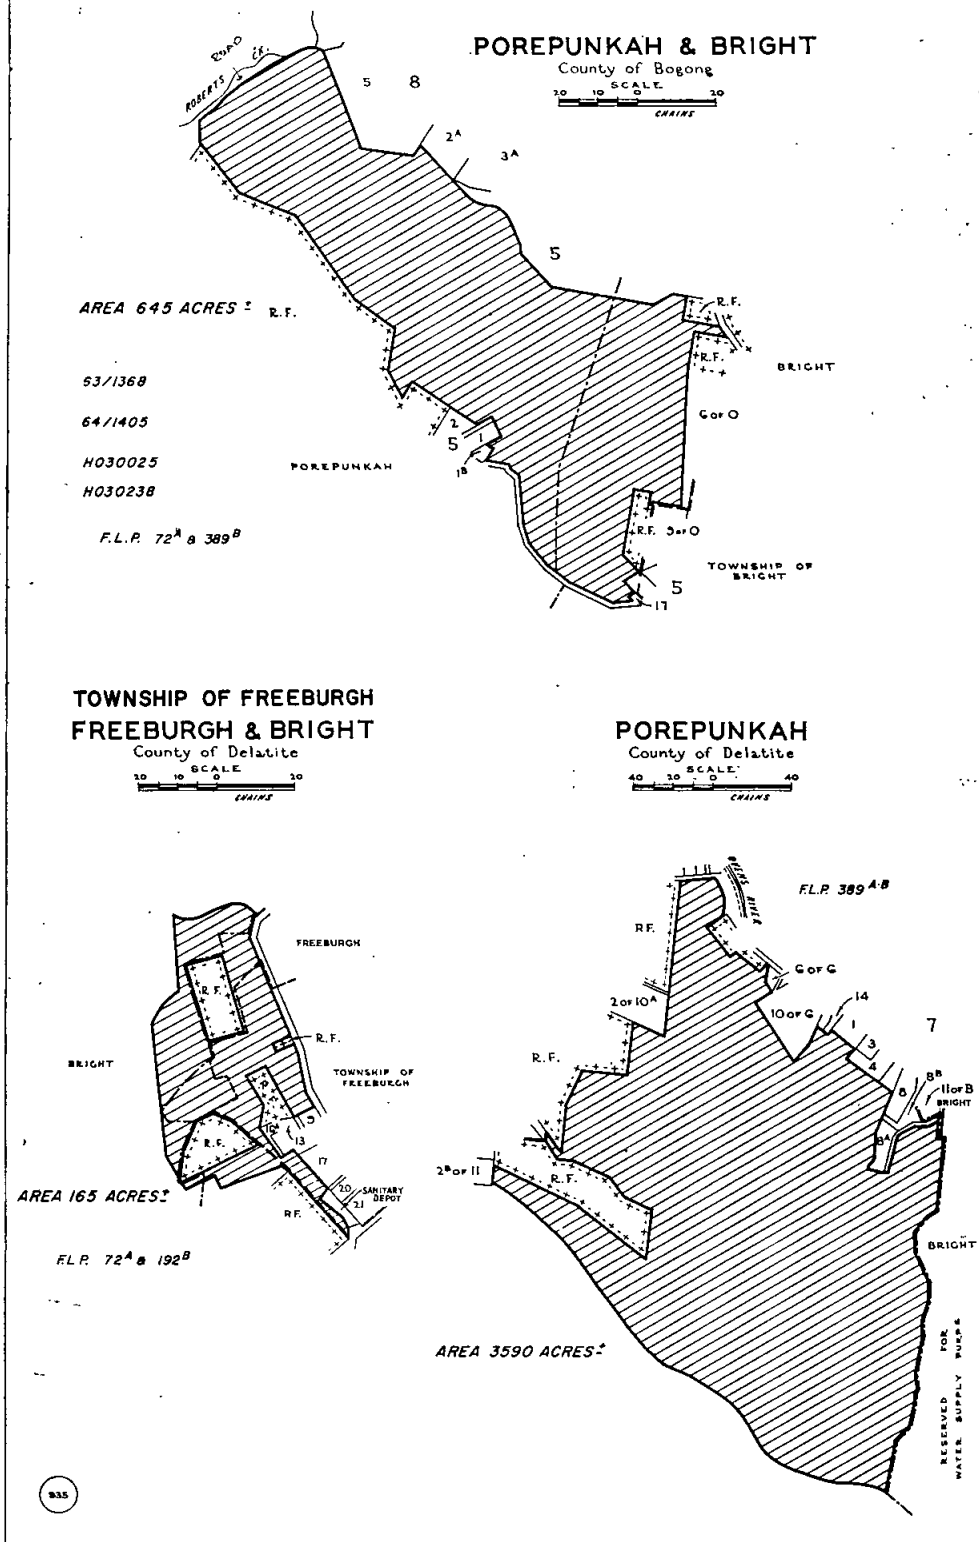 POREPUNKAH & BRIGHT
County of Bogong
SCALE
20 10 0 20
CHAINS
ROAD
ROBERTS CK.
5 8
2A
3A
5
AREA 645 ACRES ±
R.F.
R.F.
R.F.
BRIGHT
63/1368
6 OF O
64/1405
2
5
1
1B
H030025
POREPUNKAH
H030238
F.L.P. 72A & 389B
R.F.
5 OF O
TOWNSHIP OF
BRIGHT
5
17
TOWNSHIP OF FREEBURGH
FREEBURGH & BRIGHT
County of Delatite
SCALE
20 10 0 20
CHAINS
FREEBURGH
R.F.
R.F.
BRIGHT
TOWNSHIP OF
FREEBURGH
9
13
R.F.
17
20
21
SANITARY
DEPOT
AREA 165 ACRES ±
R.F.
F.L.P. 72A & 192B
POREPUNKAH
County of Delatite
SCALE
40 20 0 40
CHAINS
OVENS RIVER
F.L.P. 389A·B
R.F.
6 OF G
2 OF 10A
14
10 OF G
1
7
3
4
R.F.
8
8B
11 OF B
BRIGHT
8A
2B OF 11
R.F.
BRIGHT
AREA 3590 ACRES ±
RESERVED FOR
WATER SUPPLY PURPS
935